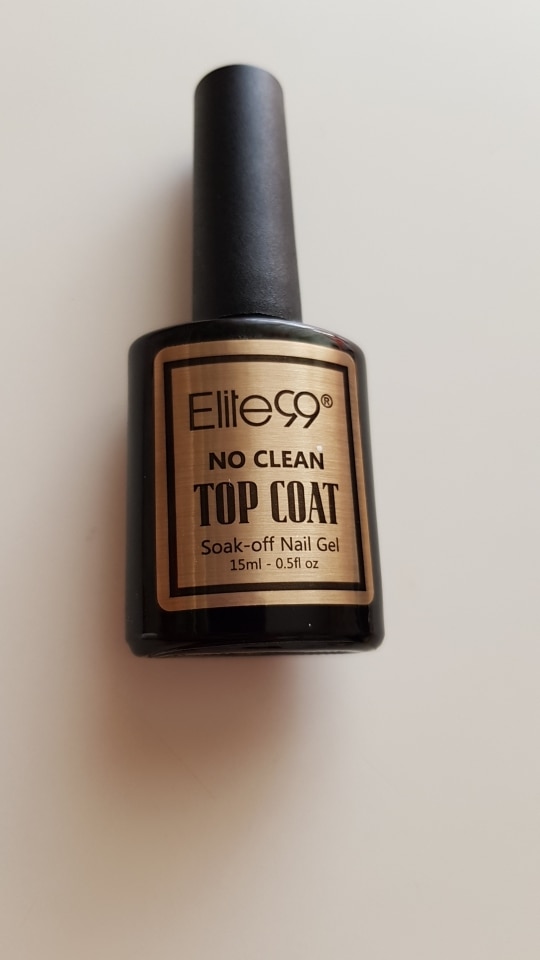 Elite99®
NO CLEAN
TOP COAT
Soak-off Nail Gel
15ml - 0.5fl oz